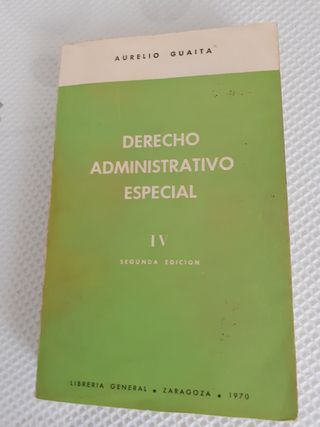 AURELIO GUAITA
DERECHO
ADMINISTRATIVO
ESPECIAL
IV
SEGUNDA EDICION
LIBRERIA GENERAL • ZARAGOZA • 1970